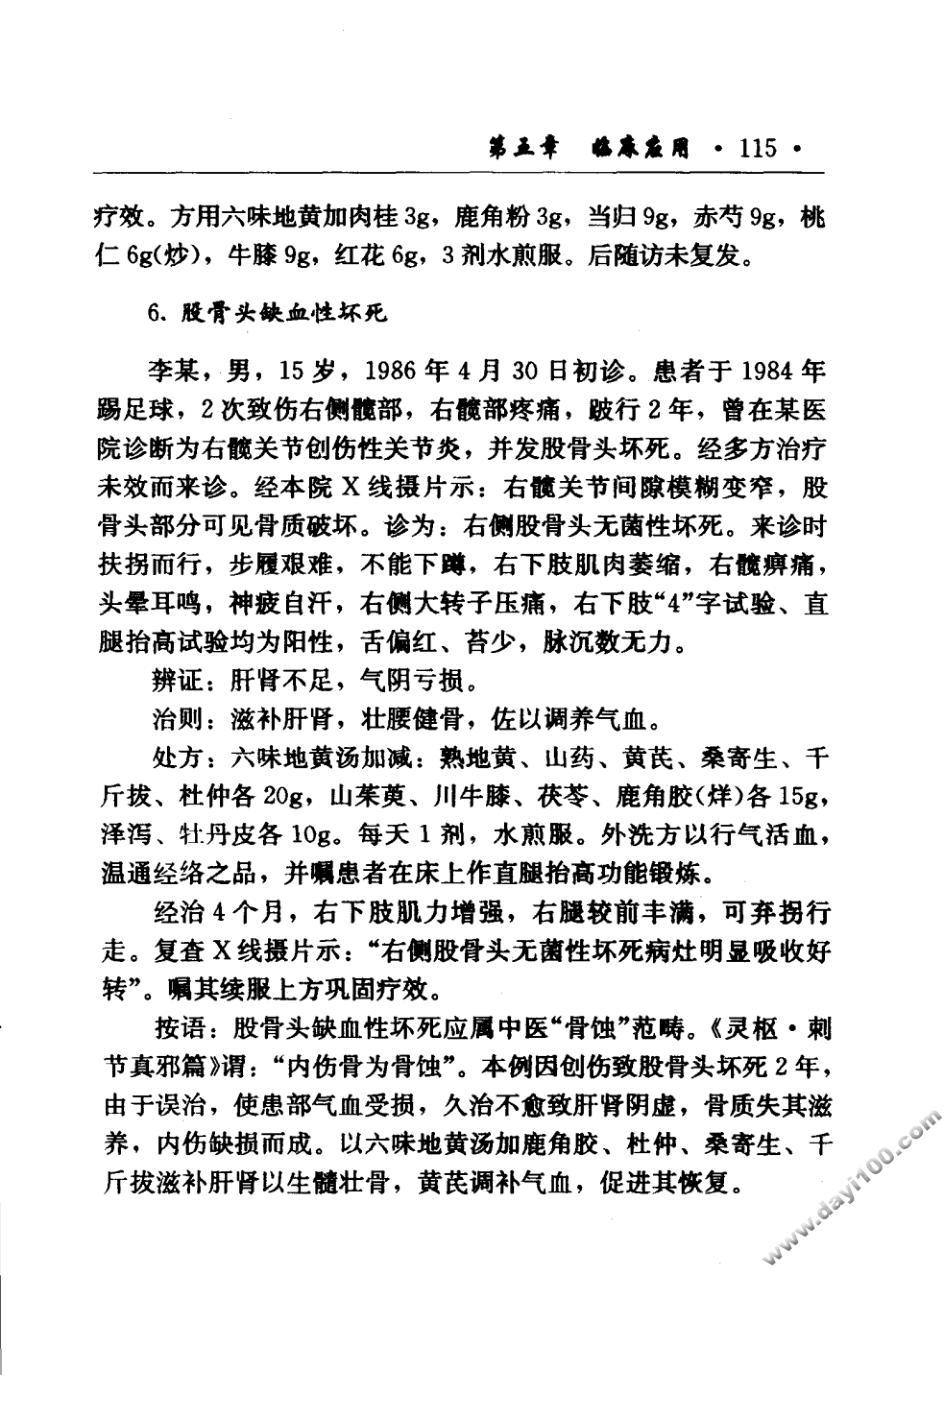 第五章　临床应用 · 115 ·
疗效。方用六味地黄加肉桂 3g，鹿角粉 3g，当归 9g，赤芍 9g，桃
仁 6g(炒)，牛膝 9g，红花 6g，3 剂水煎服。后随访未复发。
6. 股骨头缺血性坏死
李某，男，15 岁，1986 年 4 月 30 日初诊。患者于 1984 年
踢足球，2 次致伤右侧髋部，右髋部疼痛，跛行 2 年，曾在某医
院诊断为右髋关节创伤性关节炎，并发股骨头坏死。经多方治疗
未效而来诊。经本院 X 线摄片示：右髋关节间隙模糊变窄，股
骨头部分可见骨质破坏。诊为：右侧股骨头无菌性坏死。来诊时
扶拐而行，步履艰难，不能下蹲，右下肢肌肉萎缩，右髋痹痛，
头晕耳鸣，神疲自汗，右侧大转子压痛，右下肢“4”字试验、直
腿抬高试验均为阳性，舌偏红、苔少，脉沉数无力。
辨证：肝肾不足，气阴亏损。
治则：滋补肝肾，壮腰健骨，佐以调养气血。
处方：六味地黄汤加减：熟地黄、山药、黄芪、桑寄生、千
斤拔、杜仲各 20g，山茱萸、川牛膝、茯苓、鹿角胶(烊)各 15g，
泽泻、牡丹皮各 10g。每天 1 剂，水煎服。外洗方以行气活血，
温通经络之品，并嘱患者在床上作直腿抬高功能锻炼。
经治 4 个月，右下肢肌力增强，右腿较前丰满，可弃拐行
走。复查 X 线摄片示：“右侧股骨头无菌性坏死病灶明显吸收好
转”。嘱其续服上方巩固疗效。
按语：股骨头缺血性坏死应属中医“骨蚀”范畴。《灵枢·刺
节真邪篇》谓：“内伤骨为骨蚀”。本例因创伤致股骨头坏死 2 年，
由于误治，使患部气血受损，久治不愈致肝肾阴虚，骨质失其滋
养，内伤缺损而成。以六味地黄汤加鹿角胶、杜仲、桑寄生、千
斤拔滋补肝肾以生髓壮骨，黄芪调补气血，促进其恢复。
www.dayi100.com